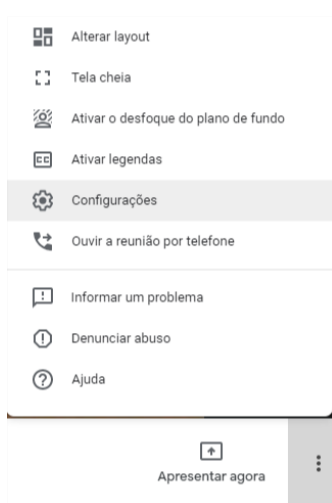 Alterar layout
Tela cheia
Ativar o desfoque do plano de fundo
CC
Ativar legendas
Configurações
Ouvir a reunião por telefone
Informar um problema
Denunciar abuso
Ajuda
Apresentar agora